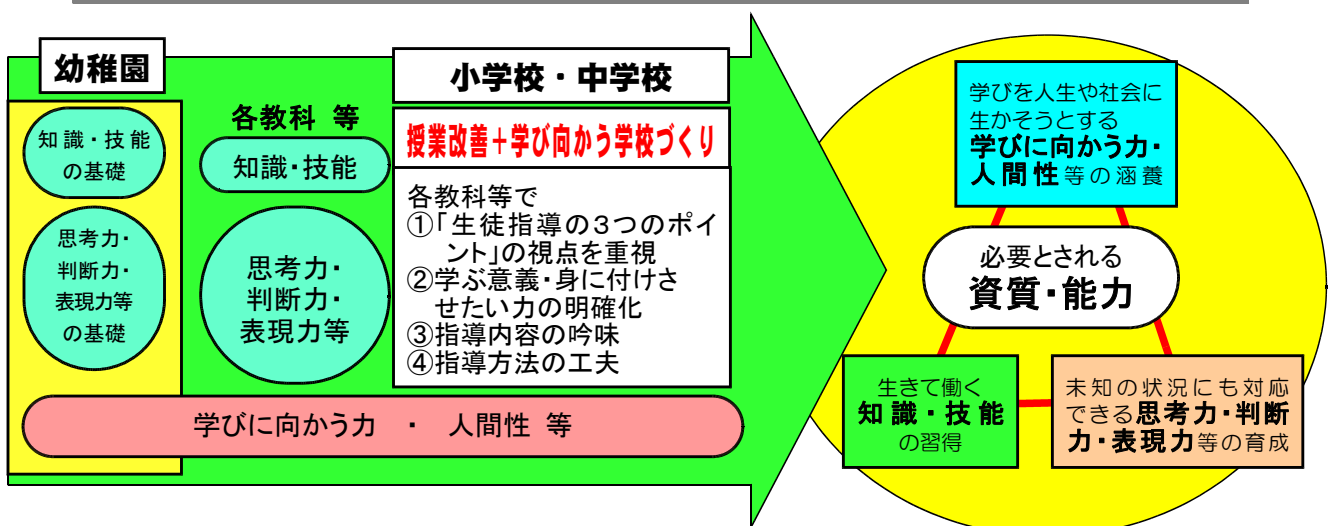 幼稚園
知識・技能
の基礎
思考力・
判断力・
表現力等
の基礎
各教科 等
知識・技能
思考力・
判断力・
表現力等
小学校・中学校
授業改善＋学び向かう学校づくり
各教科等で
①「生徒指導の３つのポイ
ント」の視点を重視
②学ぶ意義・身に付けさ
せたい力の明確化
③指導内容の吟味
④指導方法の工夫
学びに向かう力 ・ 人間性 等
学びを人生や社会に
生かそうとする
学びに向かう力・
人間性等の涵養
必要とされる
資質・能力
生きて働く
知識・技能
の習得
未知の状況にも対応
できる思考力・判断
力・表現力等の育成